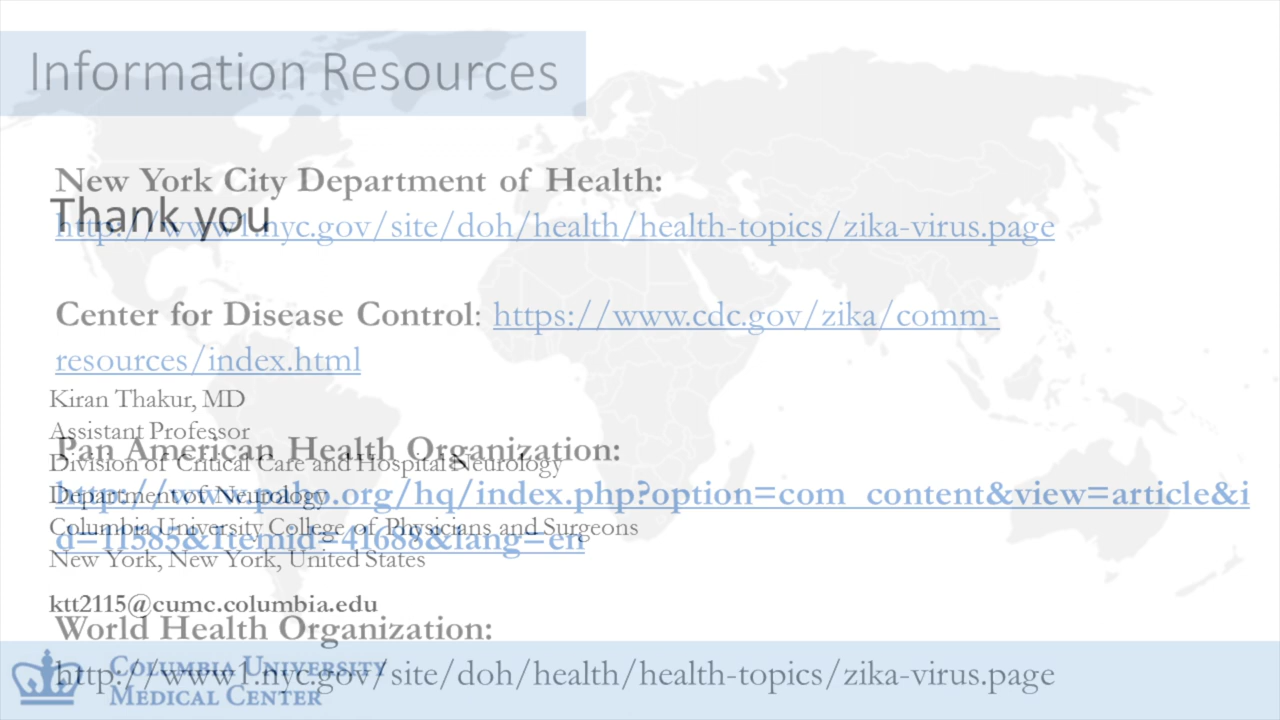 Information Resources
New York City Department of Health:
Thank you
http://www1.nyc.gov/site/doh/health/health-topics/zika-virus.page
Center for Disease Control: https://www.cdc.gov/zika/comm-
resources/index.html
Kiran Thakur, MD
Assistant Professor
Pan American Health Organization:
Division of Critical Care and Hospital Neurology
http://www.paho.org/hq/index.php?option=com_content&view=article&i
Department of Neurology
Columbia University College of Physicians and Surgeons
d=11585&Itemid=41688&lang=en
New York, New York, United States
ktt2115@cumc.columbia.edu
World Health Organization:
http://www1.nyc.gov/site/doh/health/health-topics/zika-virus.page
COLUMBIA UNIVERSITY
MEDICAL CENTER